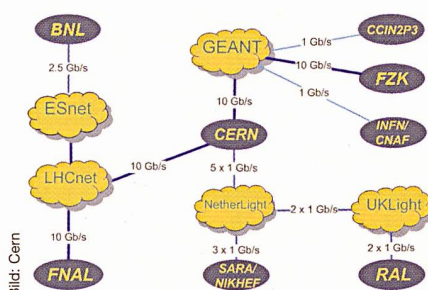 BNL
2.5 Gb/s
ESnet
LHCnet
10 Gb/s
FNAL
10 Gb/s
GEANT
1 Gb/s
CCIN2P3
10 Gb/s
FZK
1 Gb/s
INFN/
CNAF
10 Gb/s
CERN
5 x 1 Gb/s
NetherLight
2 x 1 Gb/s
UKLight
3 x 1 Gb/s
2 x 1 Gb/s
SARA/
NIKHEF
RAL
Bild: Cern